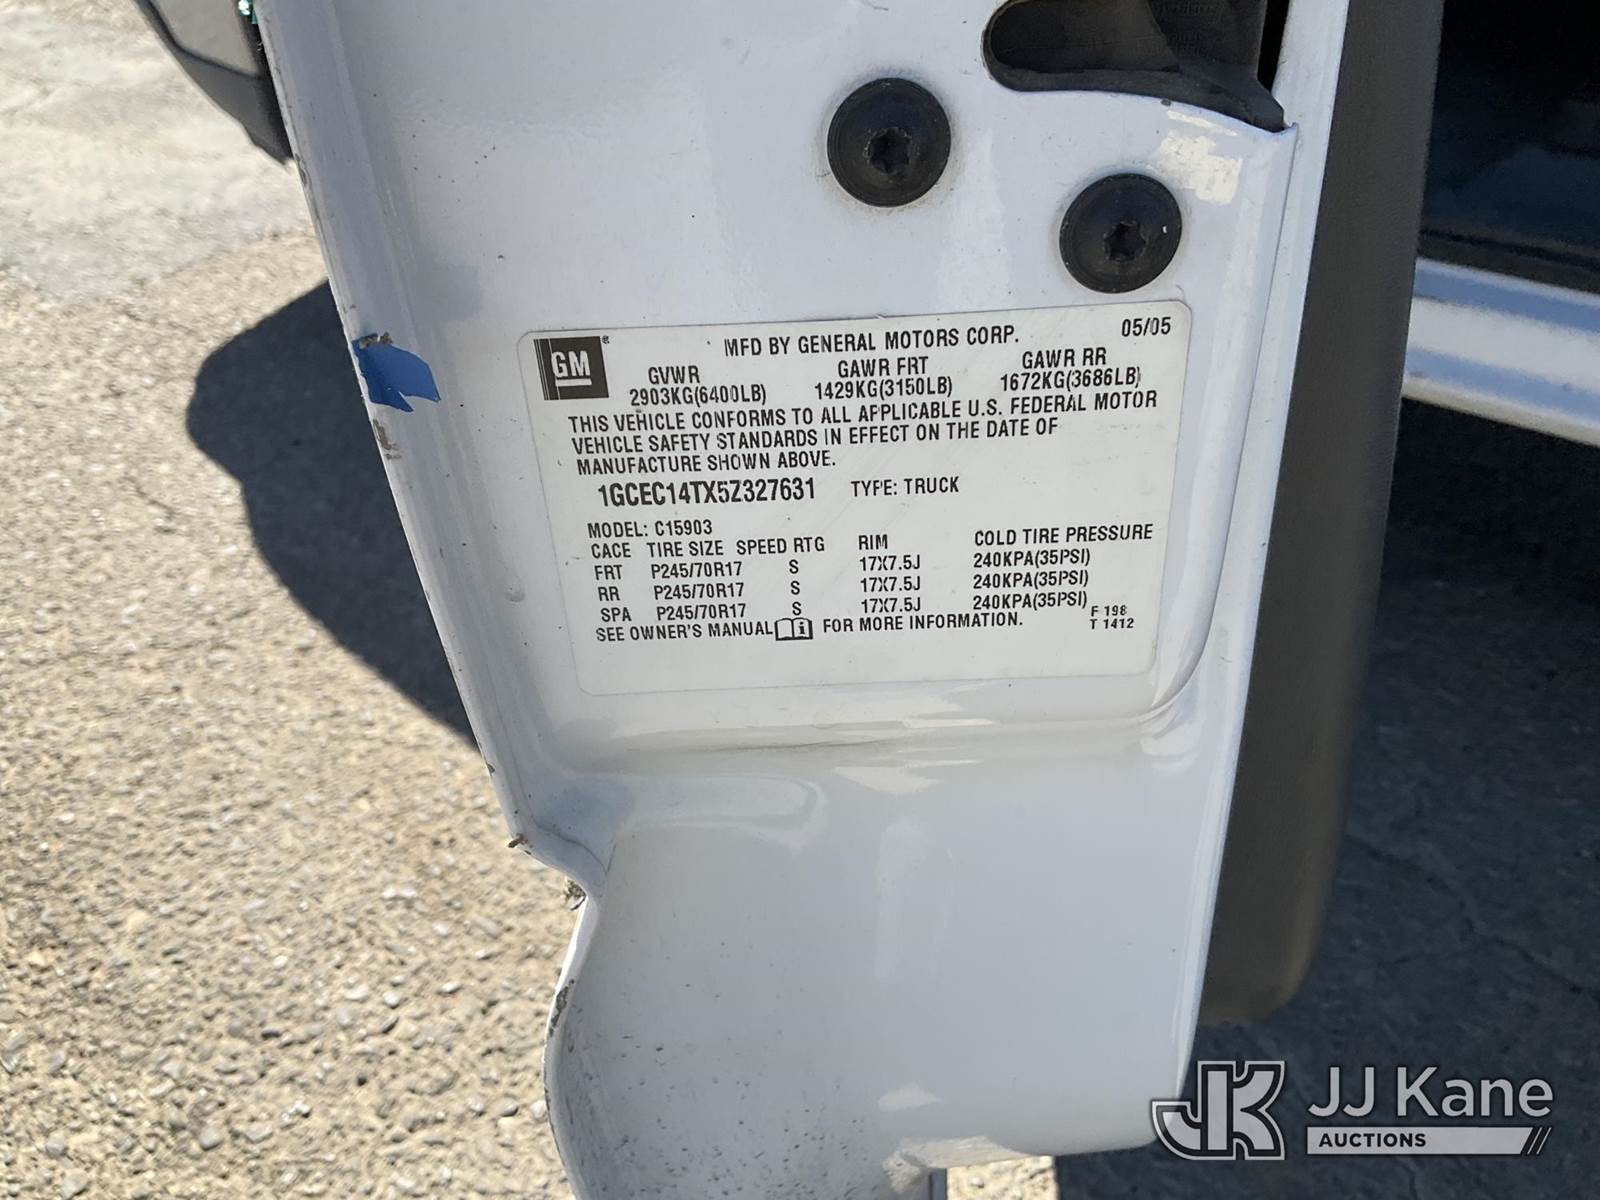 GM®
MFD BY GENERAL MOTORS CORP. 05/05
GVWR GAWR FRT GAWR RR
2903KG(6400LB) 1429KG(3150LB) 1672KG(3686LB)
THIS VEHICLE CONFORMS TO ALL APPLICABLE U.S. FEDERAL MOTOR
VEHICLE SAFETY STANDARDS IN EFFECT ON THE DATE OF
MANUFACTURE SHOWN ABOVE.
1GCEC14TX5Z327631 TYPE: TRUCK
MODEL: C15903
CACE TIRE SIZE SPEED RTG RIM COLD TIRE PRESSURE
FRT P245/70R17 S 17X7.5J 240KPA(35PSI)
RR P245/70R17 S 17X7.5J 240KPA(35PSI)
SPA P245/70R17 S 17X7.5J 240KPA(35PSI)
SEE OWNER'S MANUAL i FOR MORE INFORMATION.
F 198
T 1412
JK JJ Kane
AUCTIONS